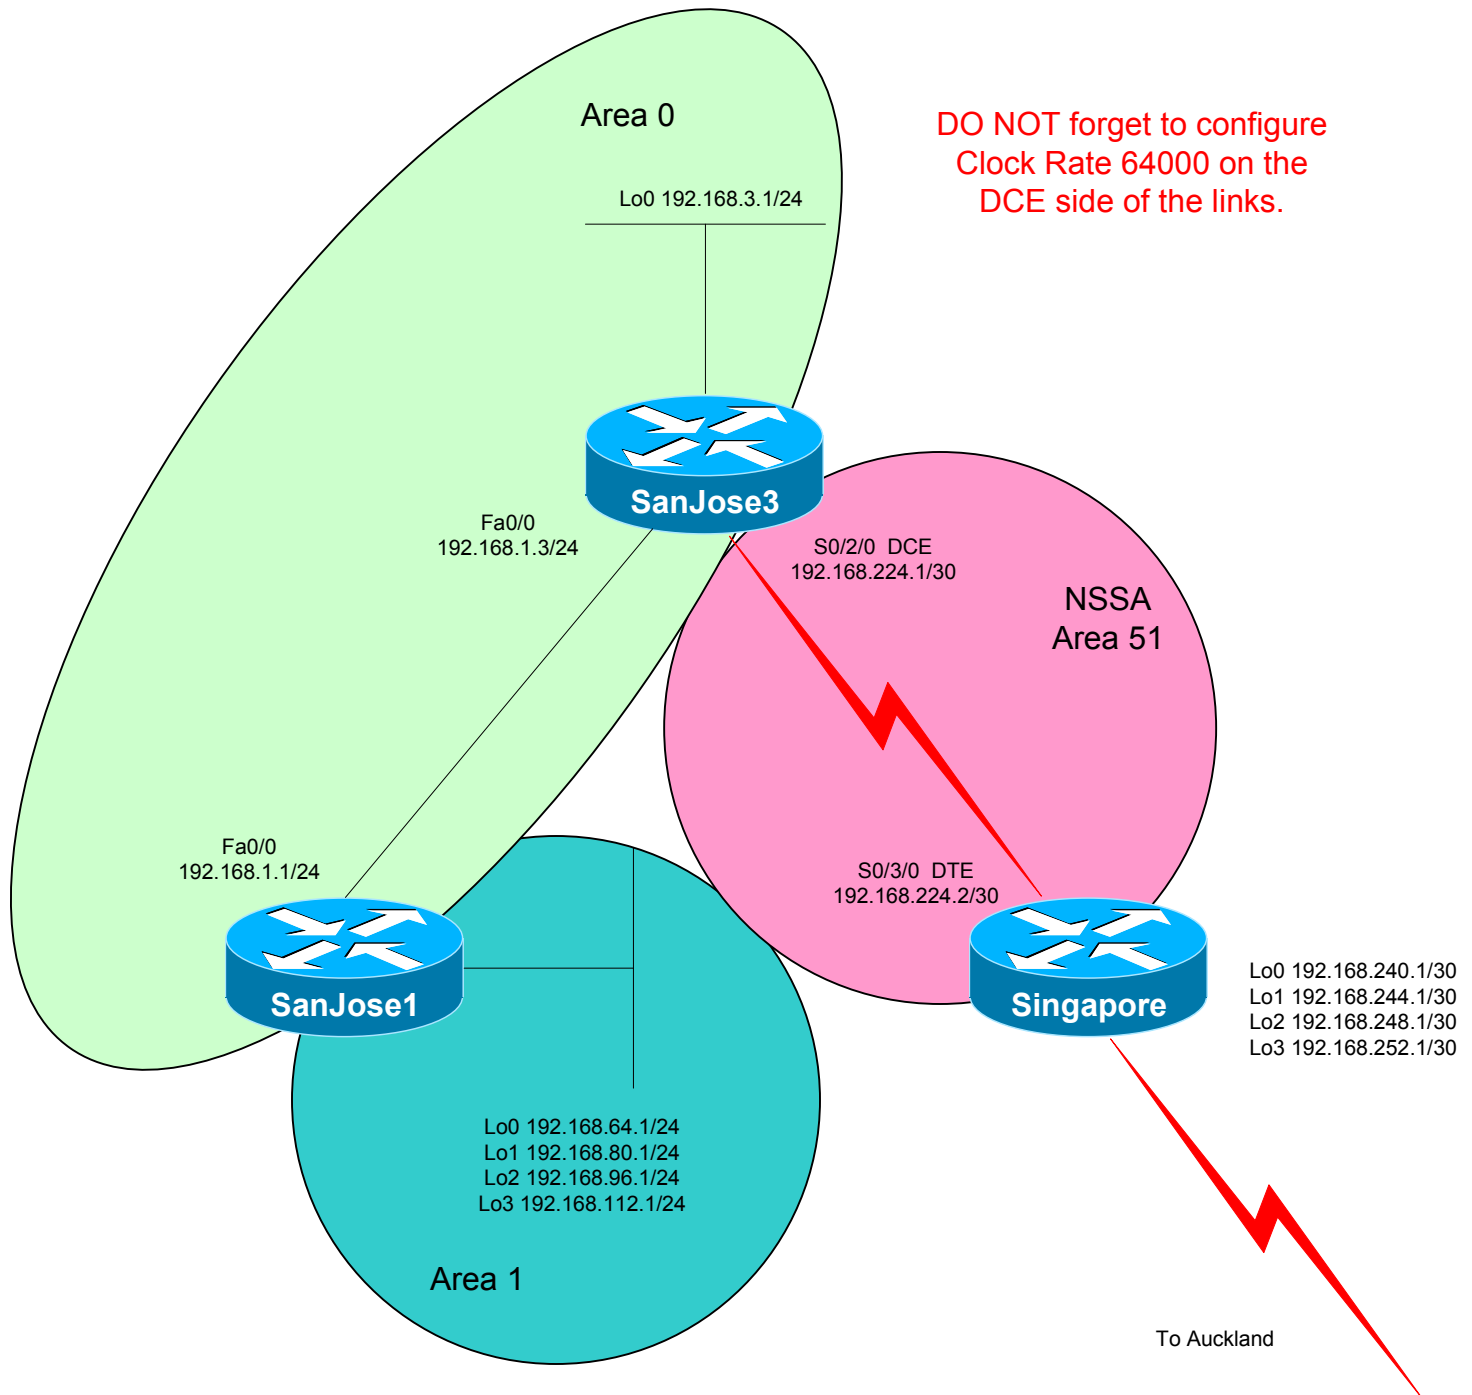 Area 0
DO NOT forget to configure
Clock Rate 64000 on the
DCE side of the links.
Lo0 192.168.3.1/24
SanJose3
Fa0/0
192.168.1.3/24
S0/2/0  DCE
192.168.224.1/30
NSSA
Area 51
Fa0/0
192.168.1.1/24
S0/3/0  DTE
192.168.224.2/30
SanJose1
Singapore
Lo0 192.168.240.1/30
Lo1 192.168.244.1/30
Lo2 192.168.248.1/30
Lo3 192.168.252.1/30
Lo0 192.168.64.1/24
Lo1 192.168.80.1/24
Lo2 192.168.96.1/24
Lo3 192.168.112.1/24
Area 1
To Auckland